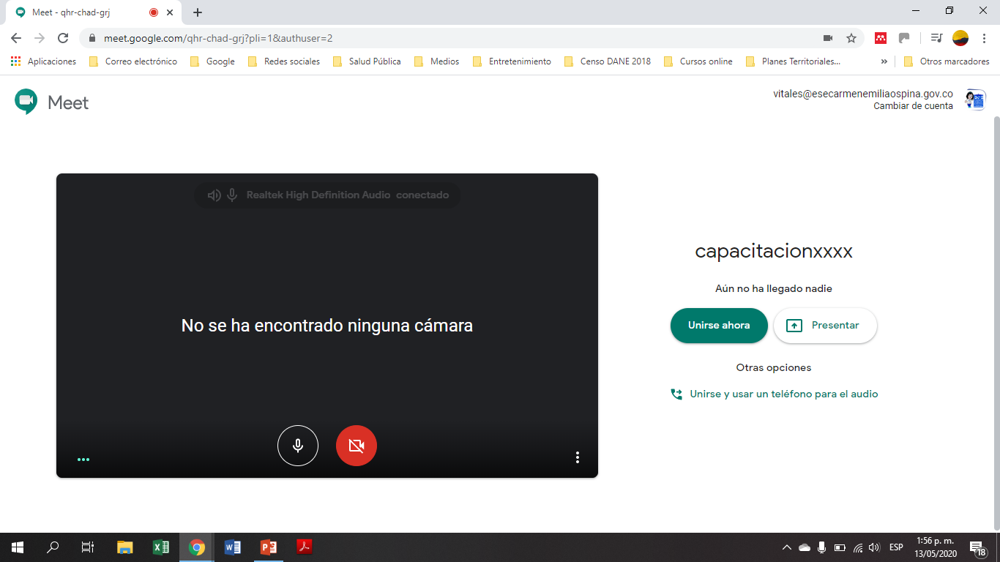 Meet - qhr-chad-grj
meet.google.com/qhr-chad-grj?pli=1&authuser=2
Aplicaciones Correo electrónico Google Redes sociales Salud Pública Medios Entretenimiento Censo DANE 2018 Cursos online Planes Territoriales... » Otros marcadores
Meet
vitales@esecarmenemiliaospina.gov.co
Cambiar de cuenta
Realtek High Definition Audio conectado
No se ha encontrado ninguna cámara
capacitacionxxxx
Aún no ha llegado nadie
Unirse ahora Presentar
Otras opciones
Unirse y usar un teléfono para el audio
ESP
1:56 p. m.
13/05/2020
18